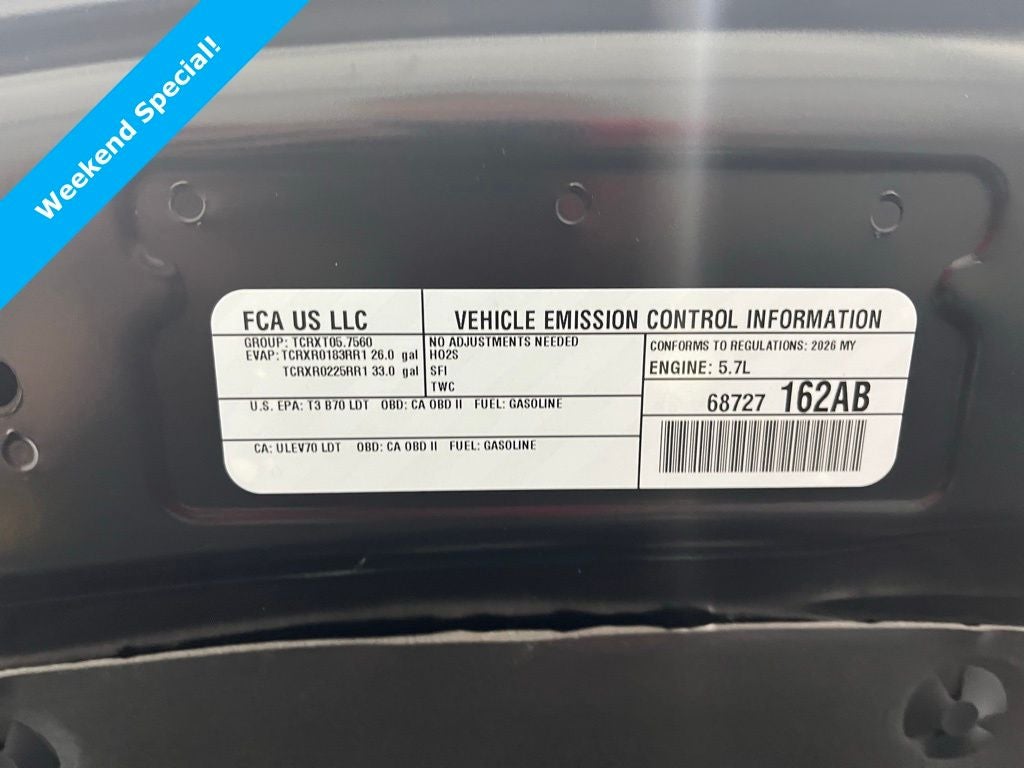 Weekend Special!
FCA US LLC
GROUP: TCRXT05.7560
EVAP: TCRXR0183RR1 26.0 gal
TCRXR0225RR1 33.0 gal
VEHICLE EMISSION CONTROL INFORMATION
NO ADJUSTMENTS NEEDED
HO2S
SFI
TWC
CONFORMS TO REGULATIONS: 2026 MY
ENGINE: 5.7L
68727 162AB
U.S. EPA: T3 B70 LDT OBD: CA OBD II FUEL: GASOLINE
CA: ULEV70 LDT OBD: CA OBD II FUEL: GASOLINE